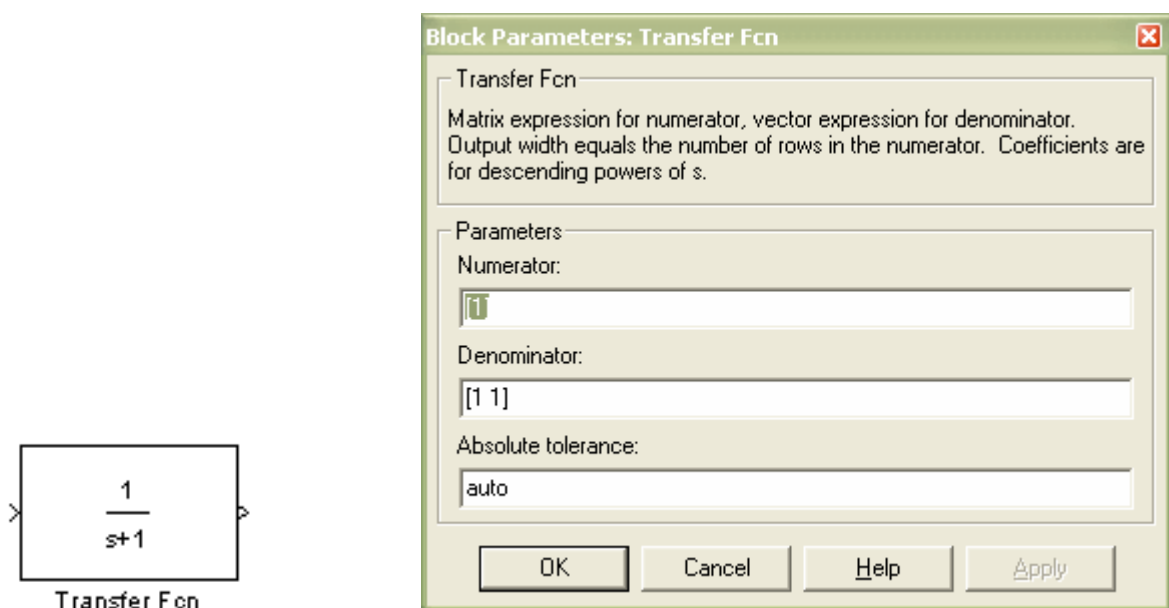 Block Parameters: Transfer Fcn
Transfer Fcn
Matrix expression for numerator, vector expression for denominator.
Output width equals the number of rows in the numerator.  Coefficients are
for descending powers of s.
Parameters
Numerator:
[1]
Denominator:
[1 1]
Absolute tolerance:
auto
OK
Cancel
Help
Apply
1
s+1
Transfer Fcn